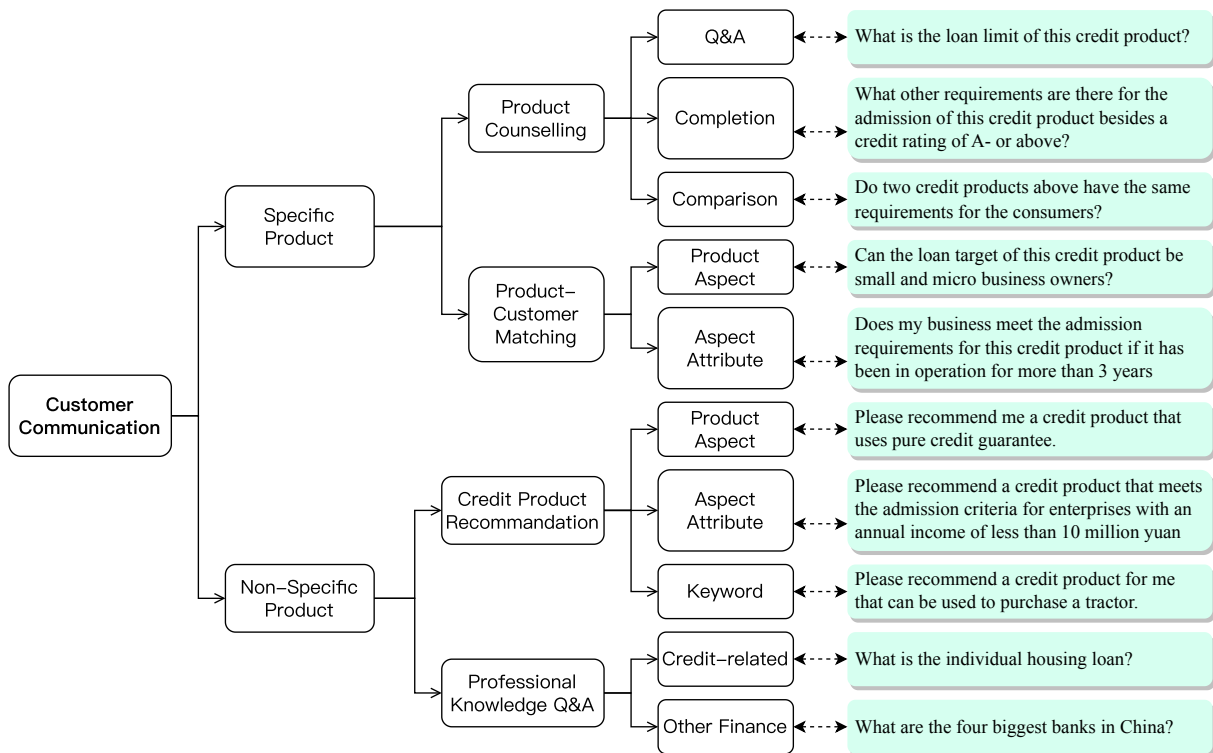 Customer
Communication
Specific
Product
Non-Specific
Product
Product
Counselling
Product-
Customer
Matching
Credit Product
Recommandation
Professional
Knowledge Q&A
Q&A
What is the loan limit of this credit product?
Completion
What other requirements are there for the
admission of this credit product besides a
credit rating of A- or above?
Comparison
Do two credit products above have the same
requirements for the consumers?
Product
Aspect
Can the loan target of this credit product be
small and micro business owners?
Aspect
Attribute
Does my business meet the admission
requirements for this credit product if it has
been in operation for more than 3 years
Product
Aspect
Please recommend me a credit product that
uses pure credit guarantee.
Aspect
Attribute
Please recommend a credit product that meets
the admission criteria for enterprises with an
annual income of less than 10 million yuan
Keyword
Please recommend a credit product for me
that can be used to purchase a tractor.
Credit-related
What is the individual housing loan?
Other Finance
What are the four biggest banks in China?